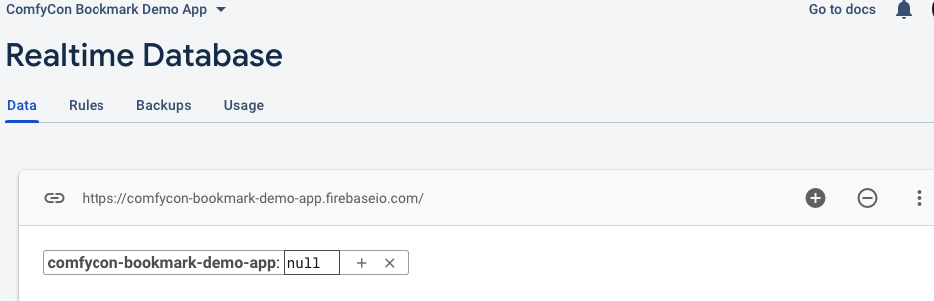 ComfyCon Bookmark Demo App
Go to docs
Realtime Database
Data Rules Backups Usage
https://comfycon-bookmark-demo-app.firebaseio.com/
comfycon-bookmark-demo-app: null